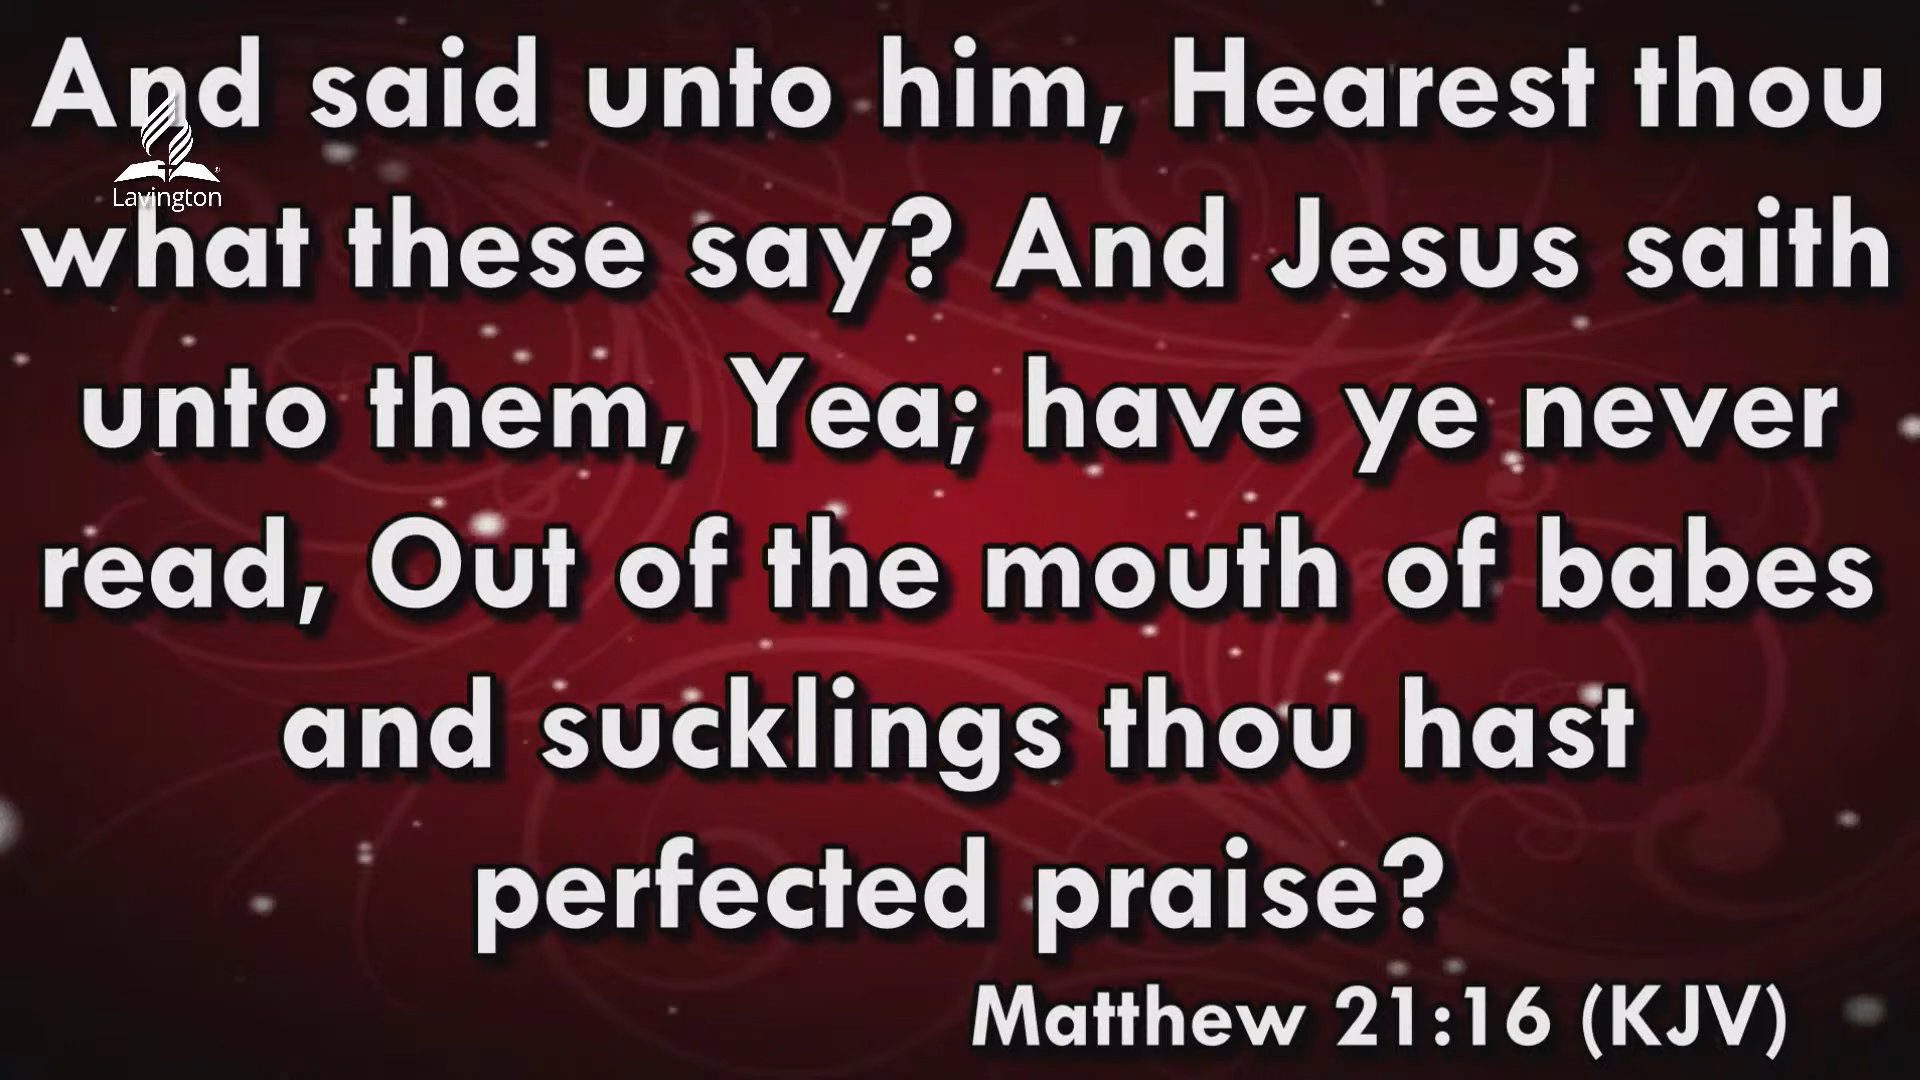 And said unto him, Hearest thou
Lavington
what these say? And Jesus saith
unto them, Yea; have ye never
read, Out of the mouth of babes
and sucklings thou hast
perfected praise?
Matthew 21:16 (KJV)